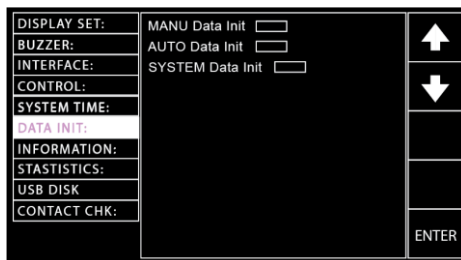 DISPLAY SET:
BUZZER:
INTERFACE:
CONTROL:
SYSTEM TIME:
DATA INIT:
INFORMATION:
STASTISTICS:
USB DISK
CONTACT CHK:
MANU Data Init
AUTO Data Init
SYSTEM Data Init
ENTER